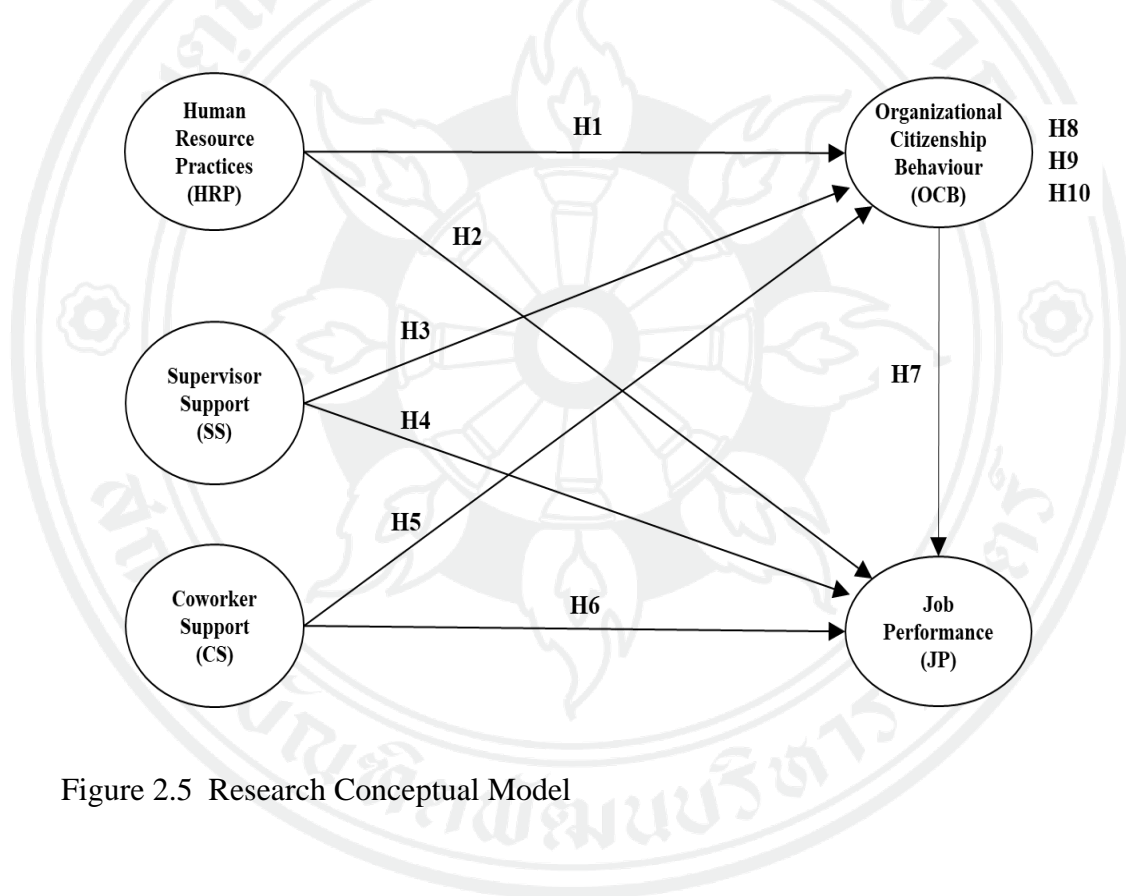 Human
Resource
Practices
(HRP)
H1
Organizational
Citizenship
Behaviour
(OCB)
H8
H9
H10
H2
H3
Supervisor
Support
(SS)
H4
H7
H5
Coworker
Support
(CS)
H6
Job
Performance
(JP)
Figure 2.5 Research Conceptual Model